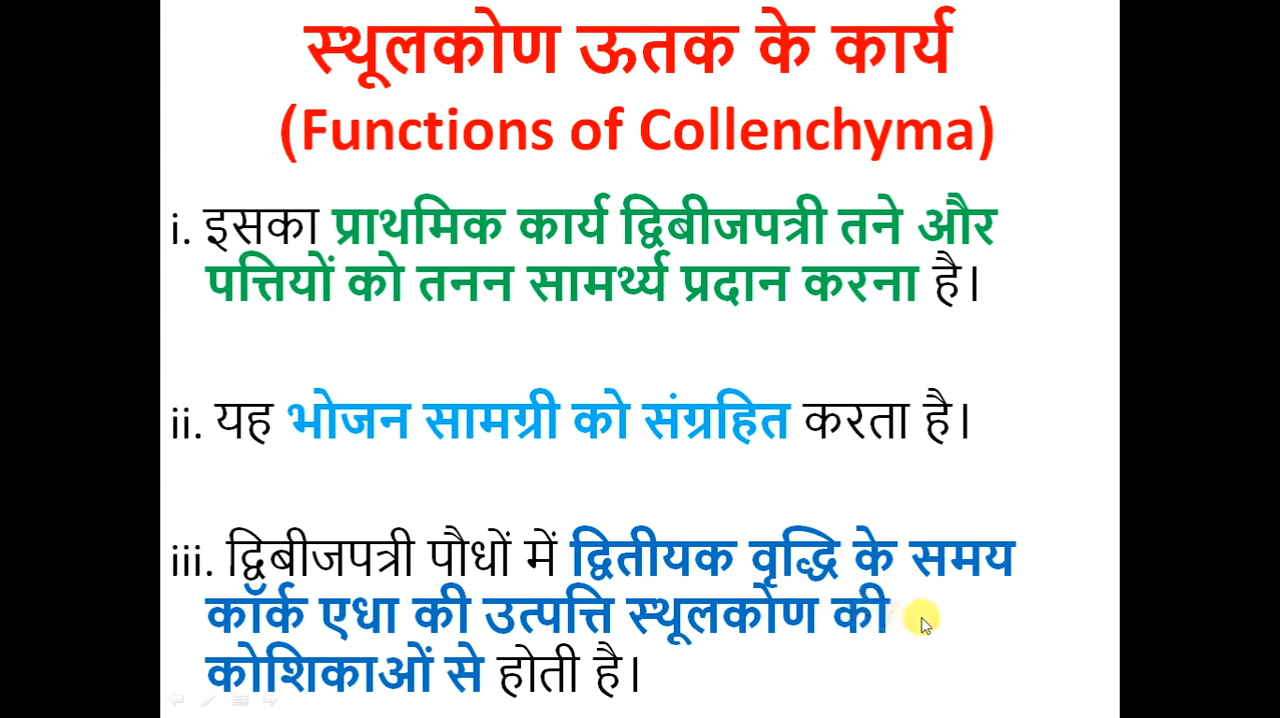 स्थूलकोण ऊतक के कार्य
(Functions of Collenchyma)
i. इसका प्राथमिक कार्य द्विबीजपत्री तने और
पत्तियों को तनन सामर्थ्य प्रदान करना है।
ii. यह भोजन सामग्री को संग्रहित करता है।
iii. द्विबीजपत्री पौधों में द्वितीयक वृद्धि के समय
कॉर्क एधा की उत्पत्ति स्थूलकोण की
कोशिकाओं से होती है।